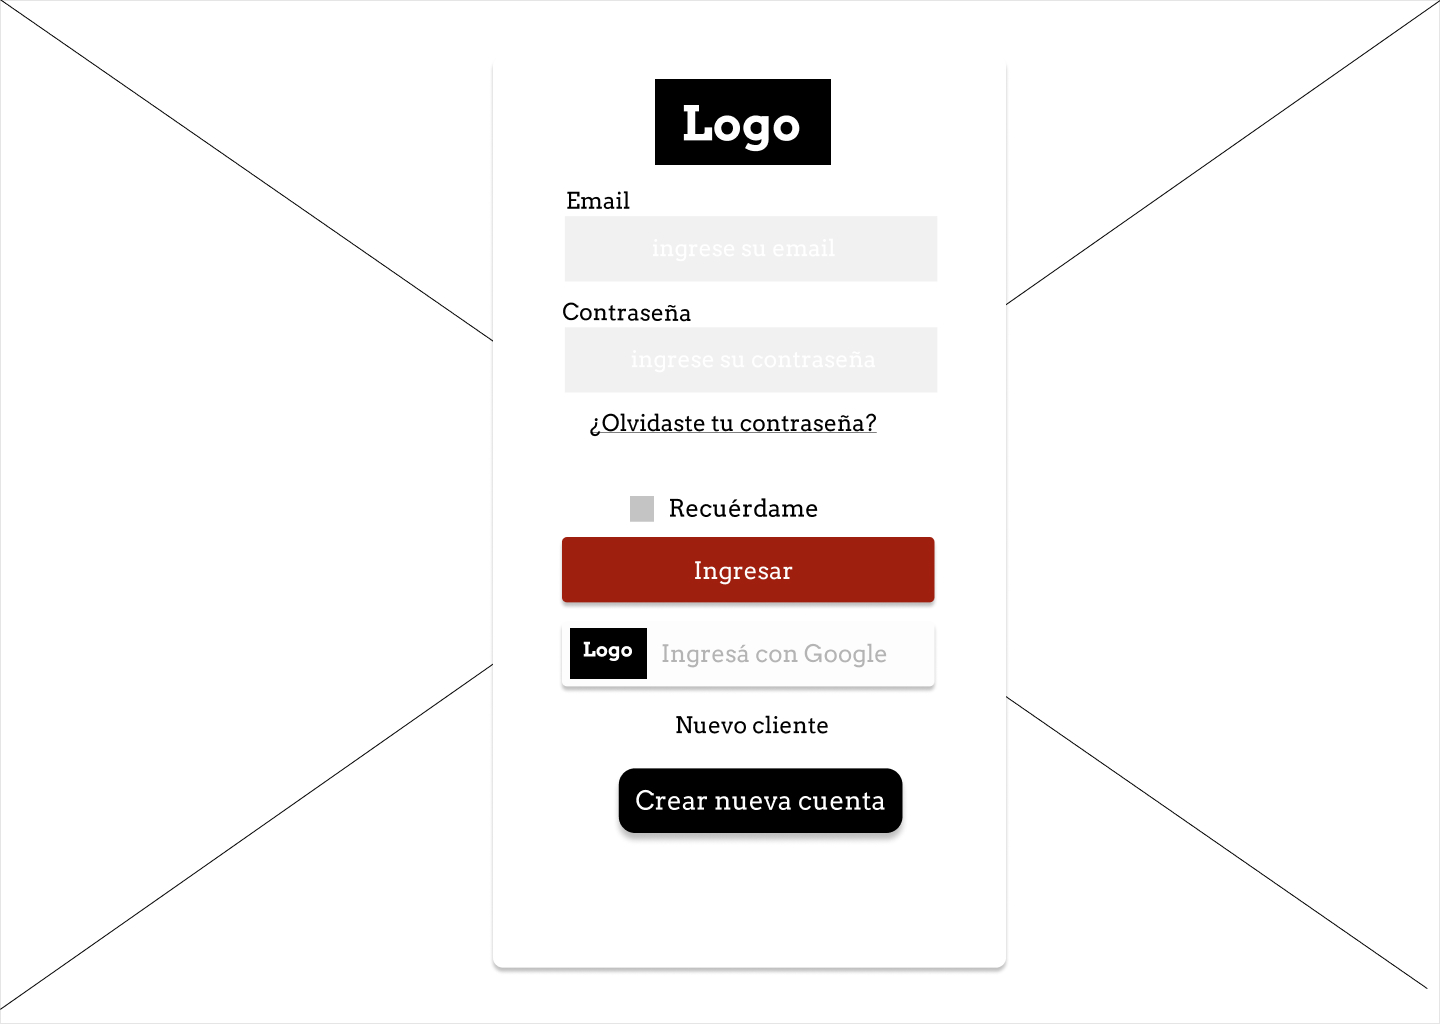 Logo
Email
ingrese su email
Contraseña
ingrese su contraseña
¿Olvidaste tu contraseña?
Recuérdame
Ingresar
Logo Ingresá con Google
Nuevo cliente
Crear nueva cuenta